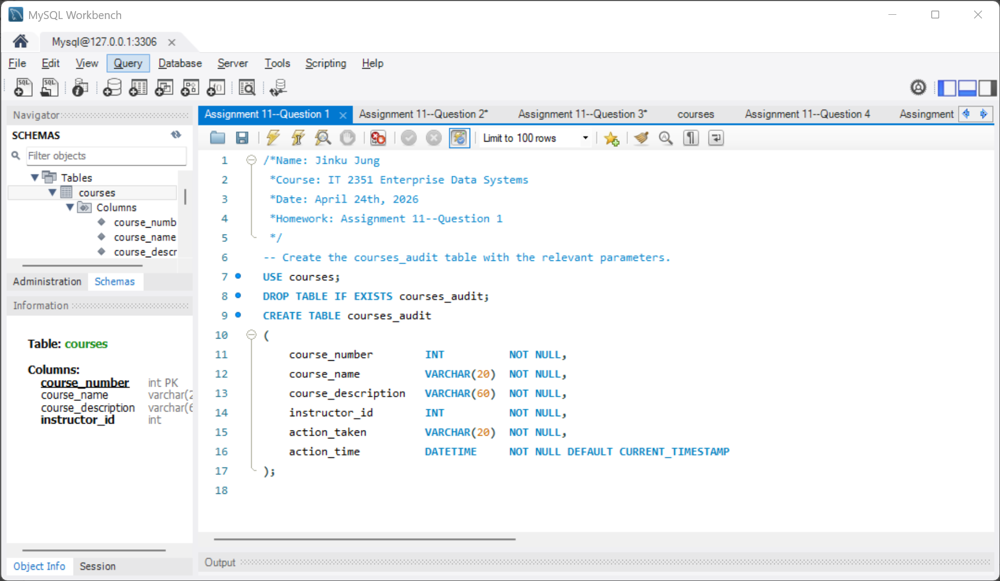 MySQL Workbench
Mysql@127.0.0.1:3306
File Edit View Query Database Server Tools Scripting Help
Navigator
SCHEMAS
Filter objects
Tables
courses
Columns
course_numb
course_name
course_descr
Administration Schemas
Information
Table: courses
Columns:
course_number int PK
course_name varchar(2
course_description varchar(6
instructor_id int
Object Info Session
Assignment 11--Question 1 Assignment 11--Question 2* Assignment 11--Question 3* courses Assignment 11--Question 4 Assingment
Limit to 100 rows
1 /*Name: Jinku Jung
2 *Course: IT 2351 Enterprise Data Systems
3 *Date: April 24th, 2026
4 *Homework: Assignment 11--Question 1
5 */
6 -- Create the courses_audit table with the relevant parameters.
7 USE courses;
8 DROP TABLE IF EXISTS courses_audit;
9 CREATE TABLE courses_audit
10 (
11 course_number INT NOT NULL,
12 course_name VARCHAR(20) NOT NULL,
13 course_description VARCHAR(60) NOT NULL,
14 instructor_id INT NOT NULL,
15 action_taken VARCHAR(20) NOT NULL,
16 action_time DATETIME NOT NULL DEFAULT CURRENT_TIMESTAMP
17 );
18
Output